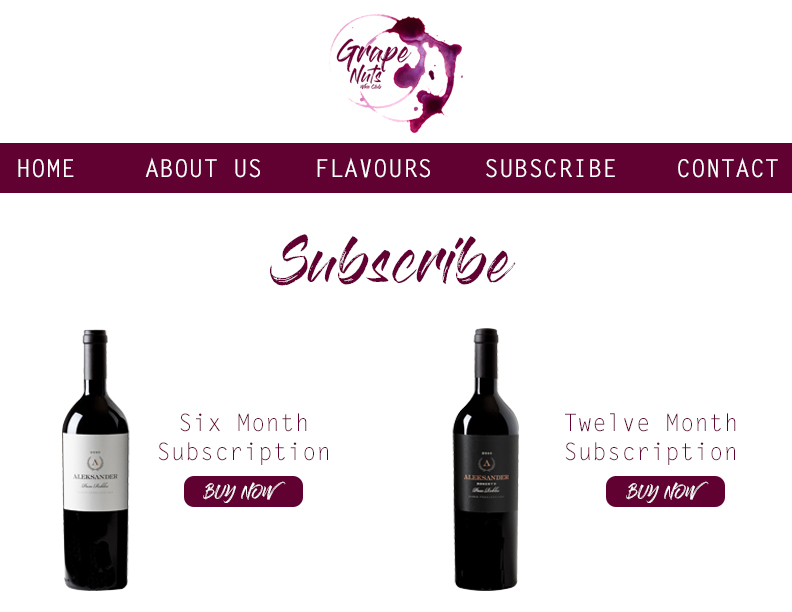 Grape
Nuts
Wine Club
HOME ABOUT US FLAVOURS SUBSCRIBE CONTACT
Subscribe
Six Month
Subscription
BUY NOW
A
ALEKSANDER
Paso Robles
Twelve Month
Subscription
BUY NOW
A
ALEKSANDER
RESERVE
Paso Robles